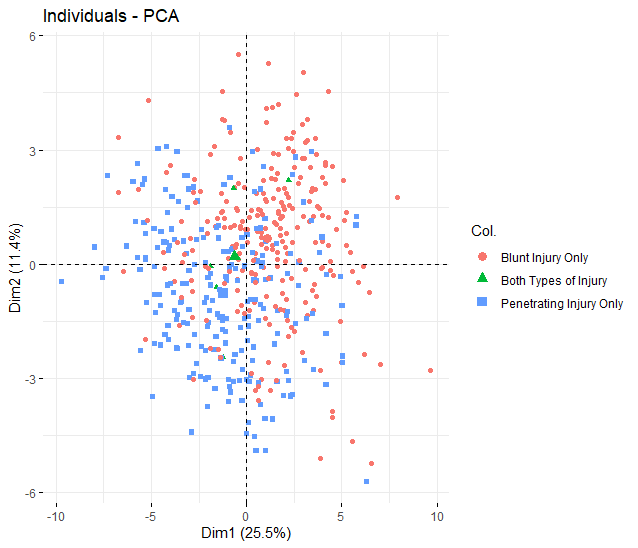 Individuals - PCA
6
3
0
-3
-6
Dim2 (11.4%)
-10
-5
0
5
10
Dim1 (25.5%)
Col.
Blunt Injury Only
Both Types of Injury
Penetrating Injury Only